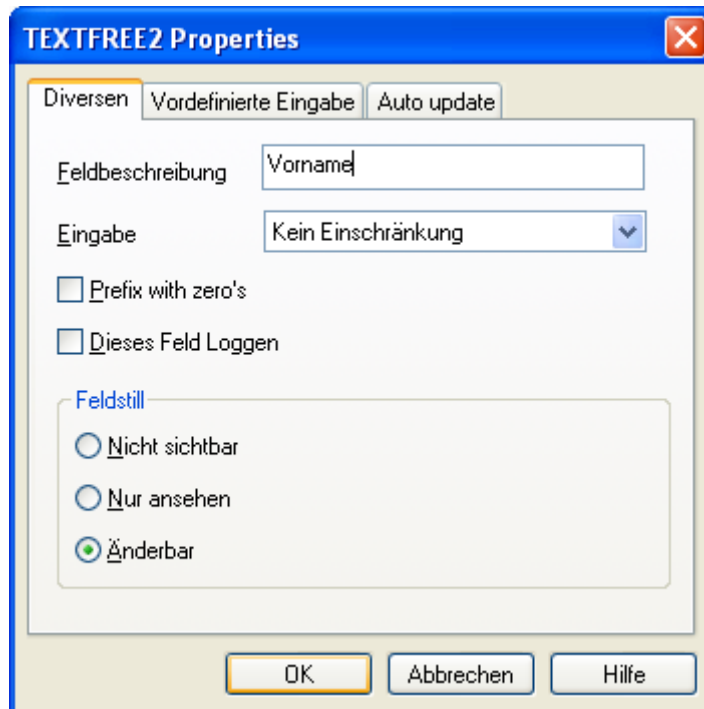 TEXTFREE2 Properties
Diversen Vordefinierte Eingabe Auto update
Feldbeschreibung Vorname
Eingabe Kein Einschränkung
Prefix with zero's
Dieses Feld Loggen
Feldstill
Nicht sichtbar
Nur ansehen
Änderbar
OK Abbrechen Hilfe